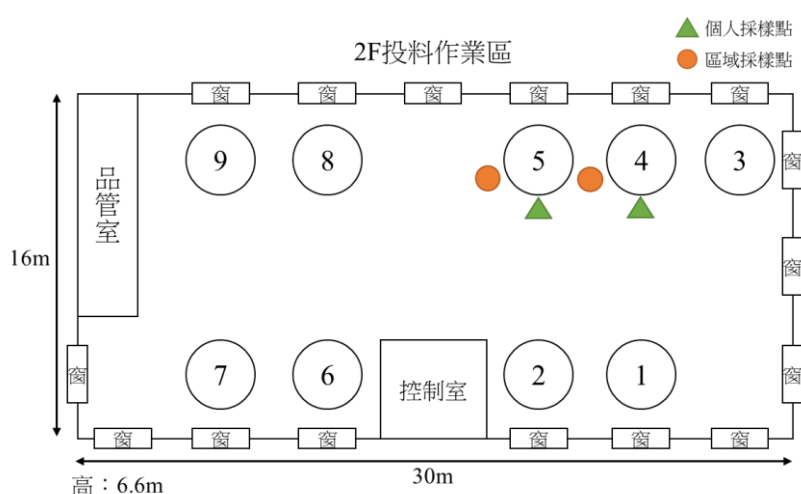 個人採樣點
區域採樣點
2F投料作業區
窗 窗 窗 窗 窗 窗
9 8 5 4 3
窗
品管室
16m
窗
窗 7 6 控制室 2 1 窗
窗 窗 窗 窗 窗
30m
高：6.6m